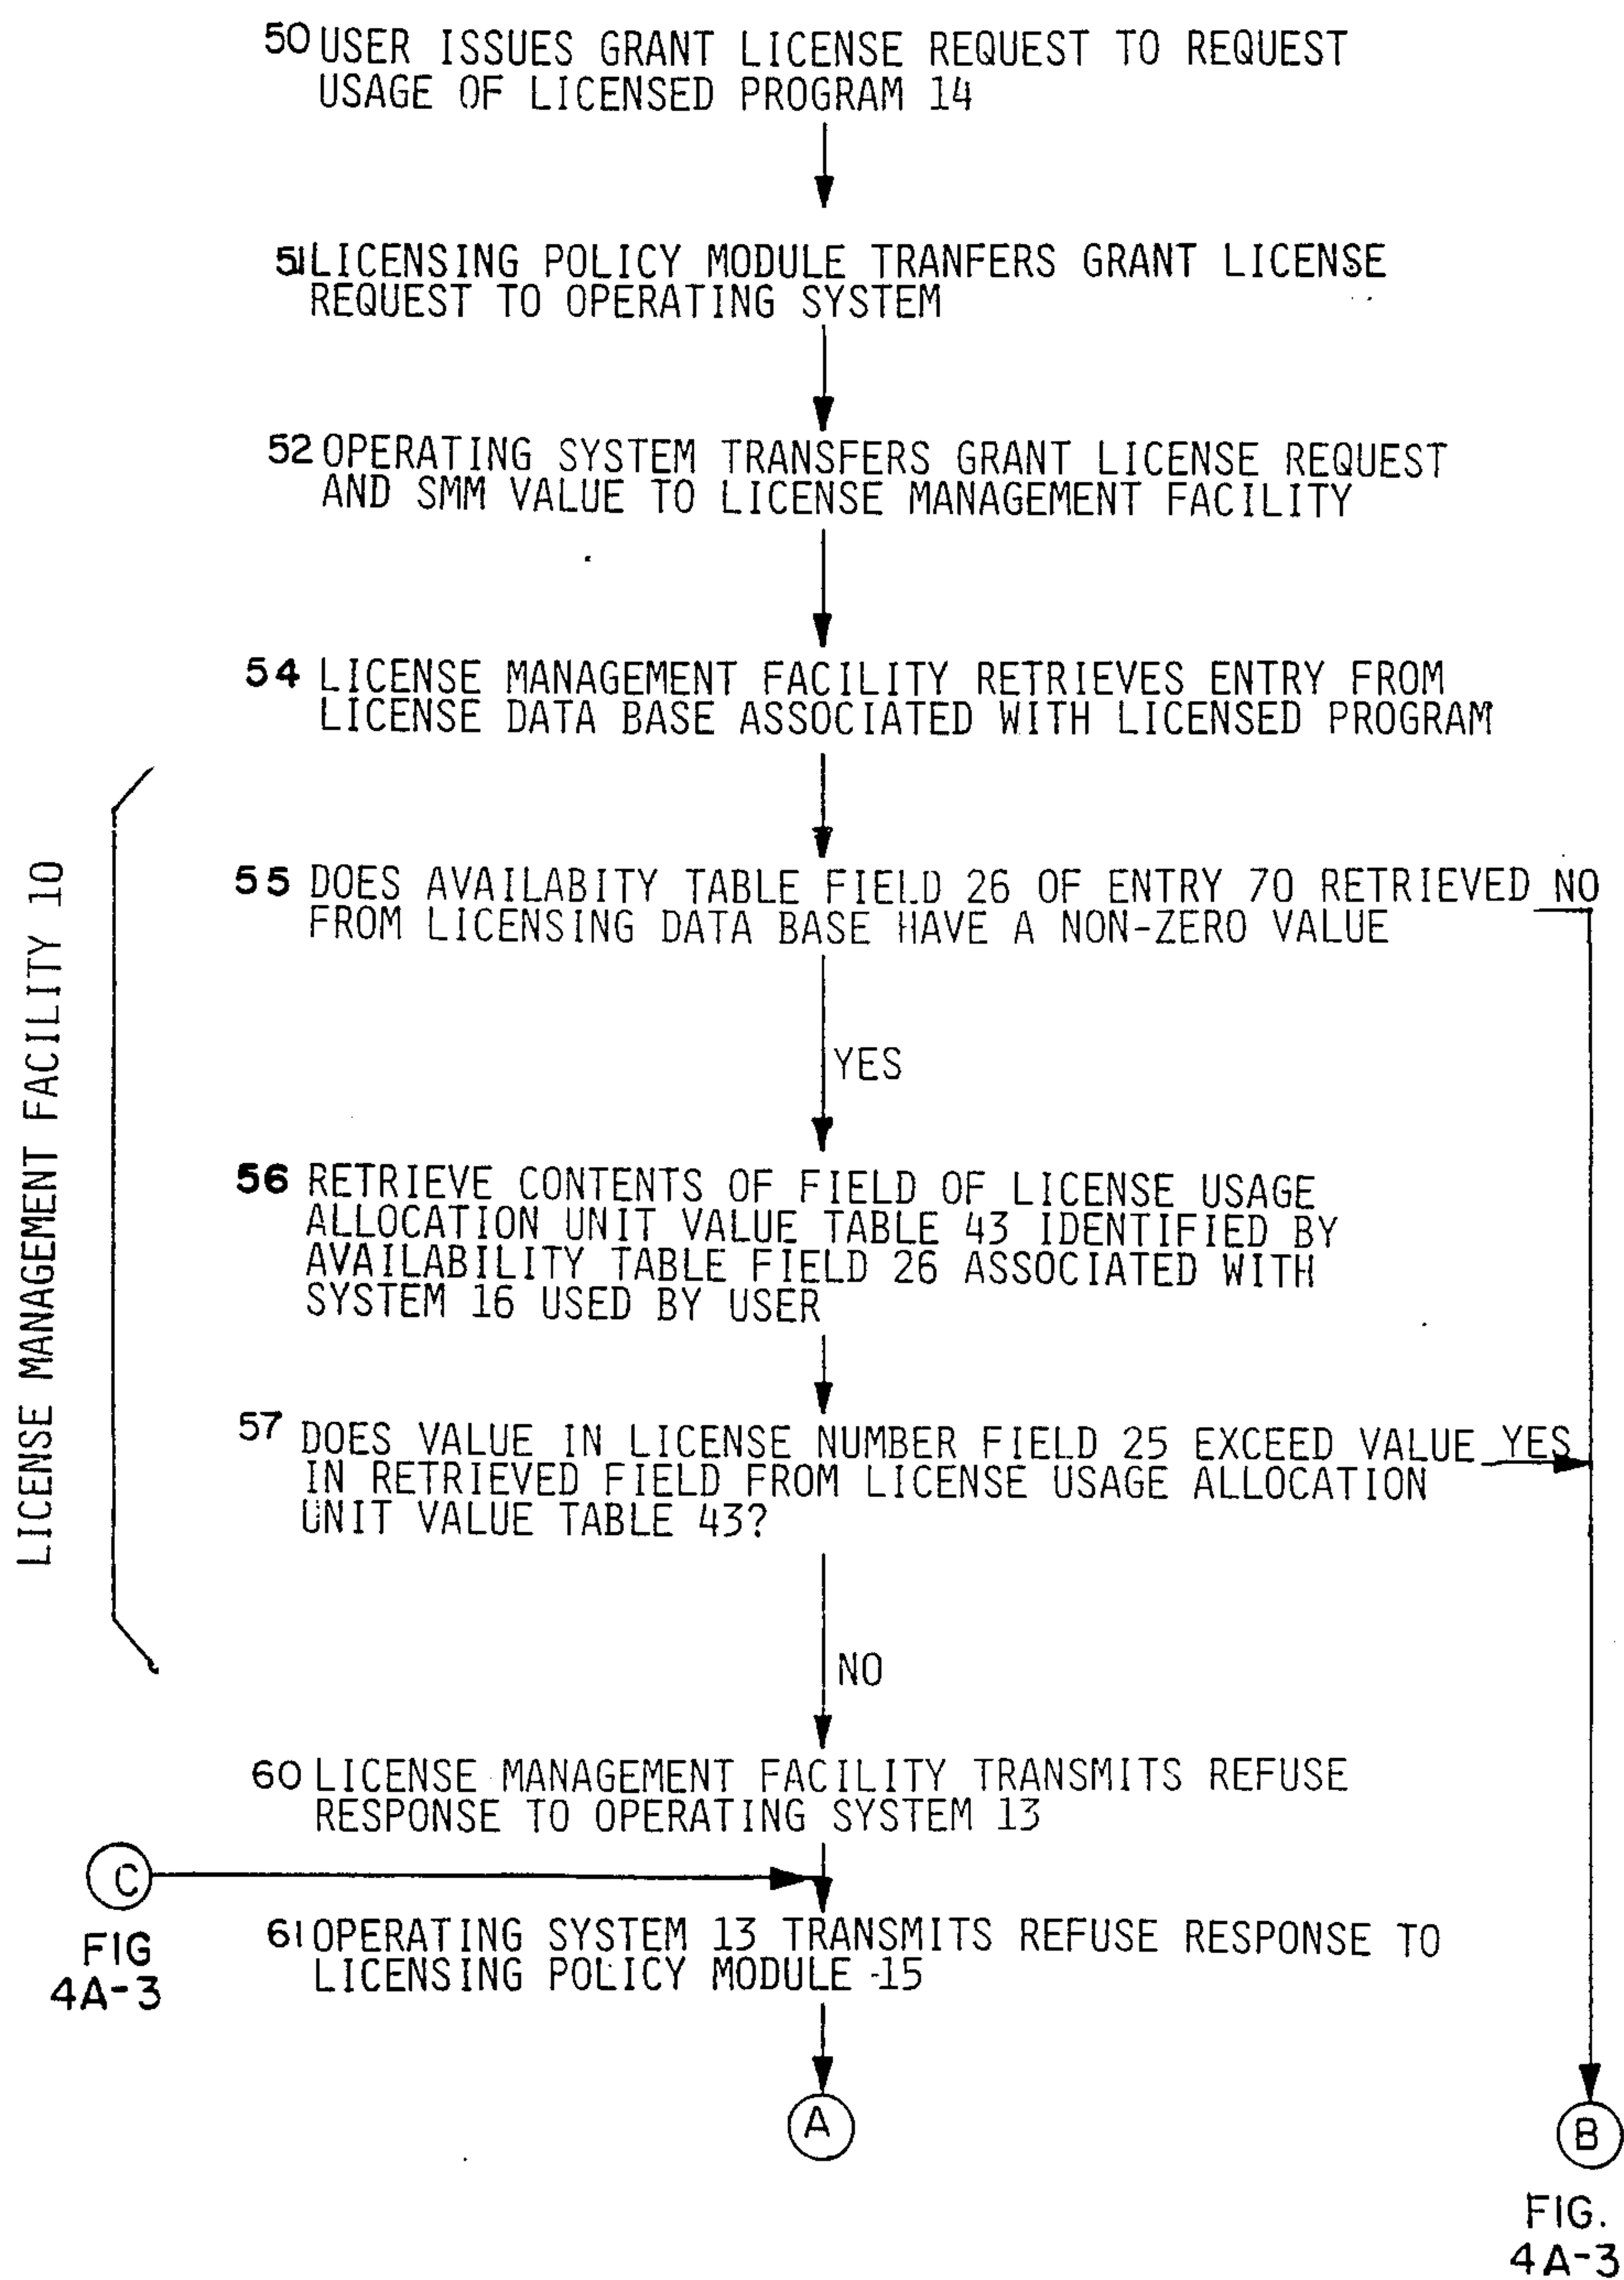 50 USER ISSUES GRANT LICENSE REQUEST TO REQUEST
USAGE OF LICENSED PROGRAM 14
51 LICENSING POLICY MODULE TRANFERS GRANT LICENSE
REQUEST TO OPERATING SYSTEM
52 OPERATING SYSTEM TRANSFERS GRANT LICENSE REQUEST
AND SMM VALUE TO LICENSE MANAGEMENT FACILITY
54 LICENSE MANAGEMENT FACILITY RETRIEVES ENTRY FROM
LICENSE DATA BASE ASSOCIATED WITH LICENSED PROGRAM
LICENSE MANAGEMENT FACILITY 10
55 DOES AVAILABITY TABLE FIELD 26 OF ENTRY 70 RETRIEVED NO
FROM LICENSING DATA BASE HAVE A NON-ZERO VALUE
YES
56 RETRIEVE CONTENTS OF FIELD OF LICENSE USAGE
ALLOCATION UNIT VALUE TABLE 43 IDENTIFIED BY
AVAILABILITY TABLE FIELD 26 ASSOCIATED WITH
SYSTEM 16 USED BY USER
57 DOES VALUE IN LICENSE NUMBER FIELD 25 EXCEED VALUE YES
IN RETRIEVED FIELD FROM LICENSE USAGE ALLOCATION
UNIT VALUE TABLE 43?
NO
60 LICENSE MANAGEMENT FACILITY TRANSMITS REFUSE
RESPONSE TO OPERATING SYSTEM 13
C
FIG
4A-3
61 OPERATING SYSTEM 13 TRANSMITS REFUSE RESPONSE TO
LICENSING POLICY MODULE 15
A
B
FIG.
4A-3